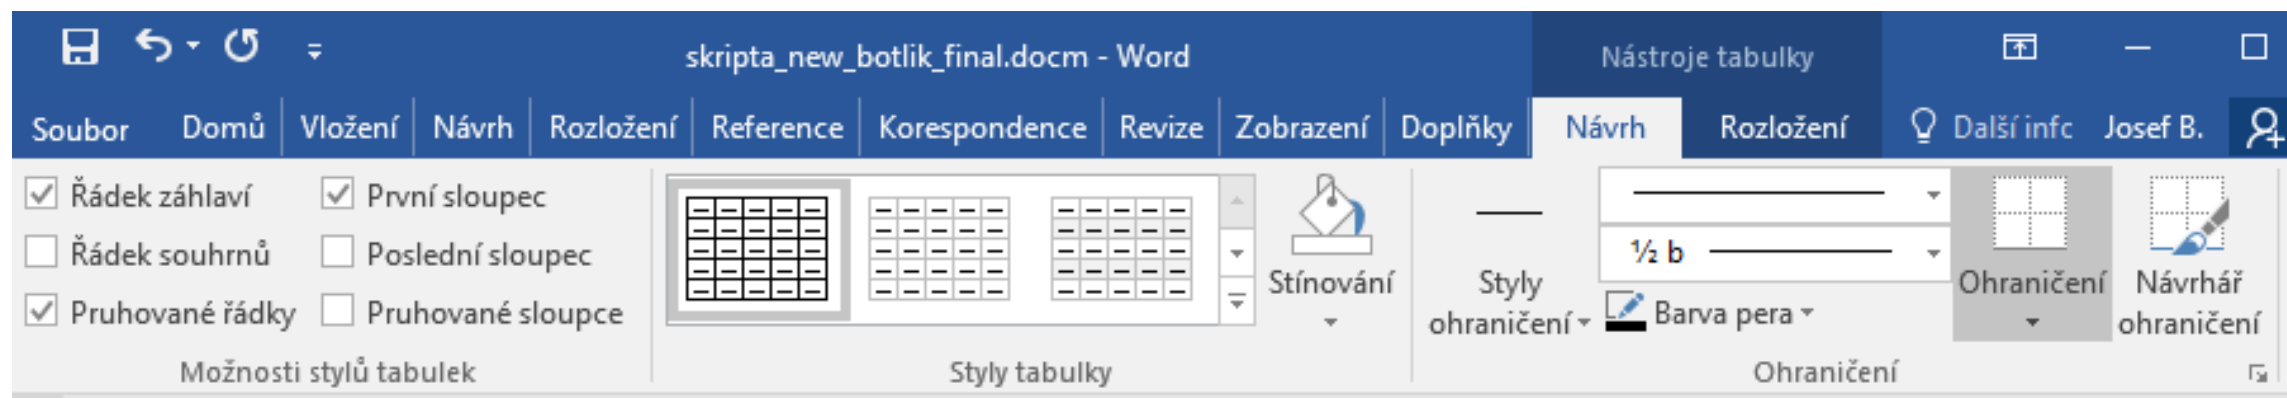 skripta_new_botlik_final.docm - Word
Nástroje tabulky
Soubor Domů Vložení Návrh Rozložení Reference Korespondence Revize Zobrazení Doplňky Návrh Rozložení Další infc Josef B.
Řádek záhlaví První sloupec
Řádek souhrnů Poslední sloupec
Pruhované řádky Pruhované sloupce
Možnosti stylů tabulek
Styly tabulky
Stínování
Styly
ohraničení
½ b
Barva pera
Ohraničení
Návrhář
ohraničení
Ohraničení